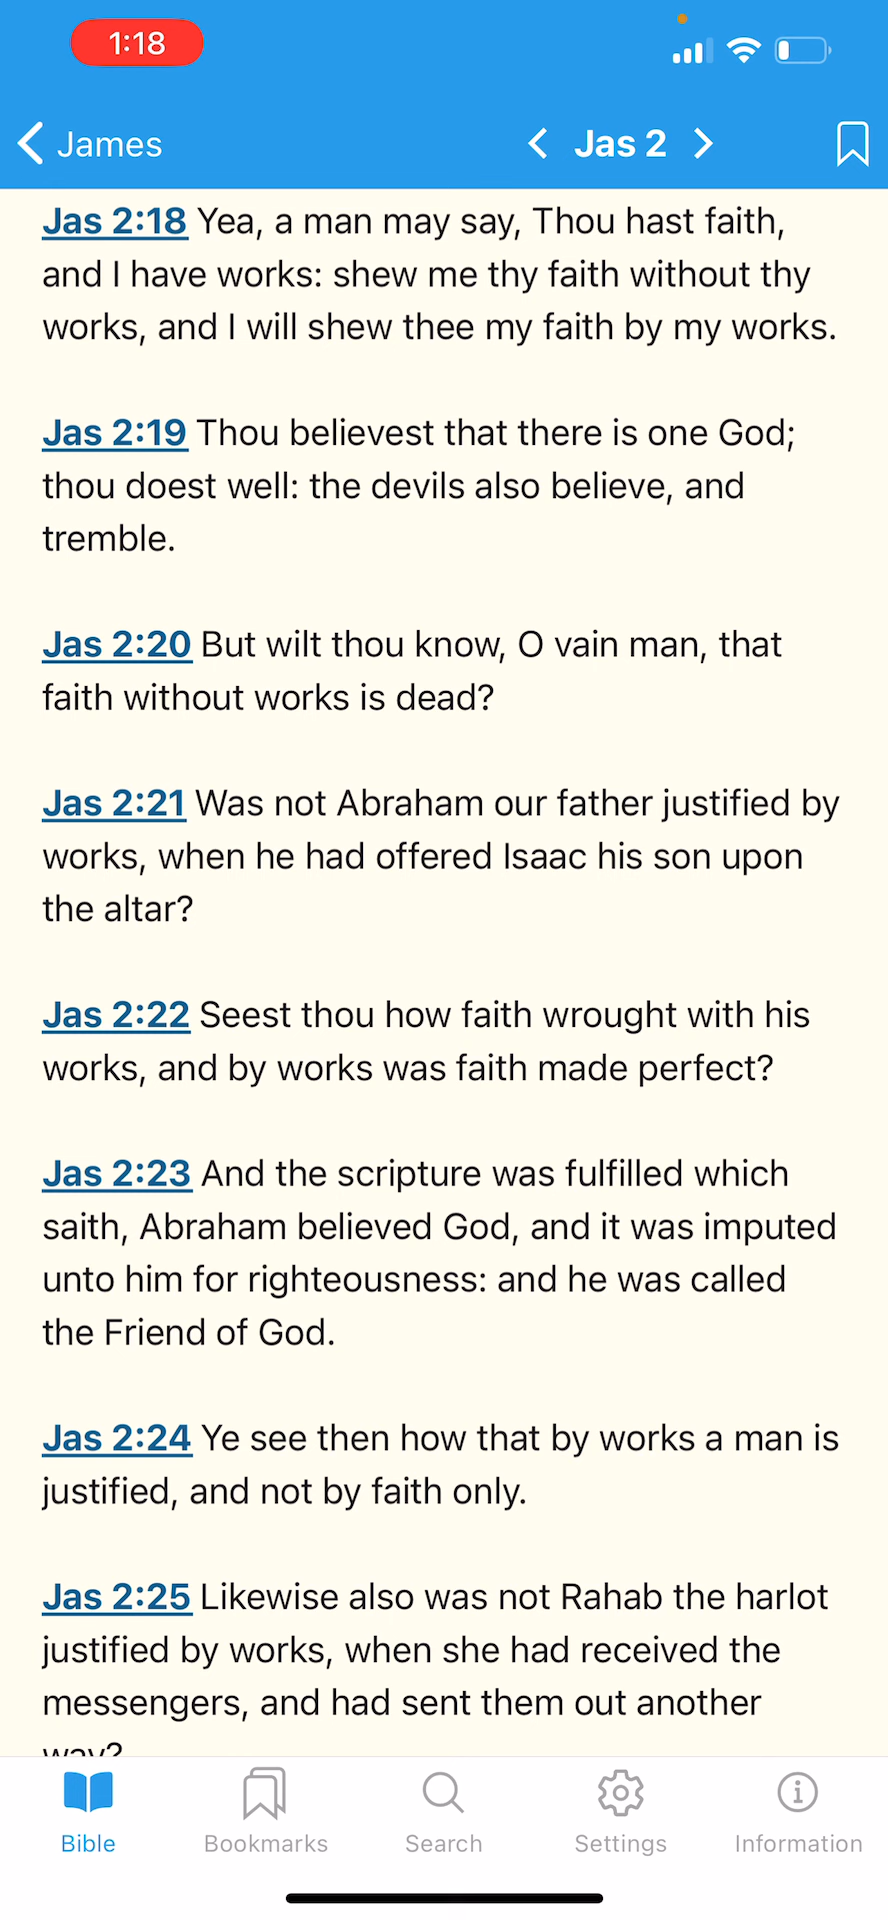 1:18
James
Jas 2
Jas 2:18 Yea, a man may say, Thou hast faith,
and I have works: shew me thy faith without thy
works, and I will shew thee my faith by my works.
Jas 2:19 Thou believest that there is one God;
thou doest well: the devils also believe, and
tremble.
Jas 2:20 But wilt thou know, O vain man, that
faith without works is dead?
Jas 2:21 Was not Abraham our father justified by
works, when he had offered Isaac his son upon
the altar?
Jas 2:22 Seest thou how faith wrought with his
works, and by works was faith made perfect?
Jas 2:23 And the scripture was fulfilled which
saith, Abraham believed God, and it was imputed
unto him for righteousness: and he was called
the Friend of God.
Jas 2:24 Ye see then how that by works a man is
justified, and not by faith only.
Jas 2:25 Likewise also was not Rahab the harlot
justified by works, when she had received the
messengers, and had sent them out another
way?
Bible
Bookmarks
Search
Settings
Information